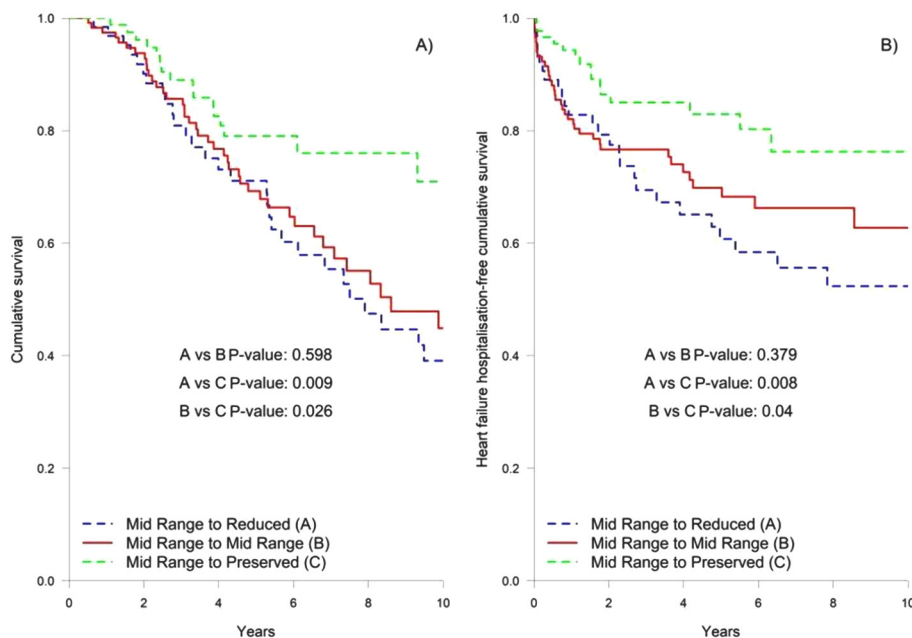 A)
1.0
0.8
0.6
0.4
0.2
0.0
Cumulative survival
A vs B P-value: 0.598
A vs C P-value: 0.009
B vs C P-value: 0.026
Mid Range to Reduced (A)
Mid Range to Mid Range (B)
Mid Range to Preserved (C)
0 2 4 6 8 10
Years
B)
1.0
0.8
0.6
0.4
0.2
0.0
Heart failure hospitalisation-free cumulative survival
A vs B P-value: 0.379
A vs C P-value: 0.008
B vs C P-value: 0.04
Mid Range to Reduced (A)
Mid Range to Mid Range (B)
Mid Range to Preserved (C)
0 2 4 6 8 10
Years